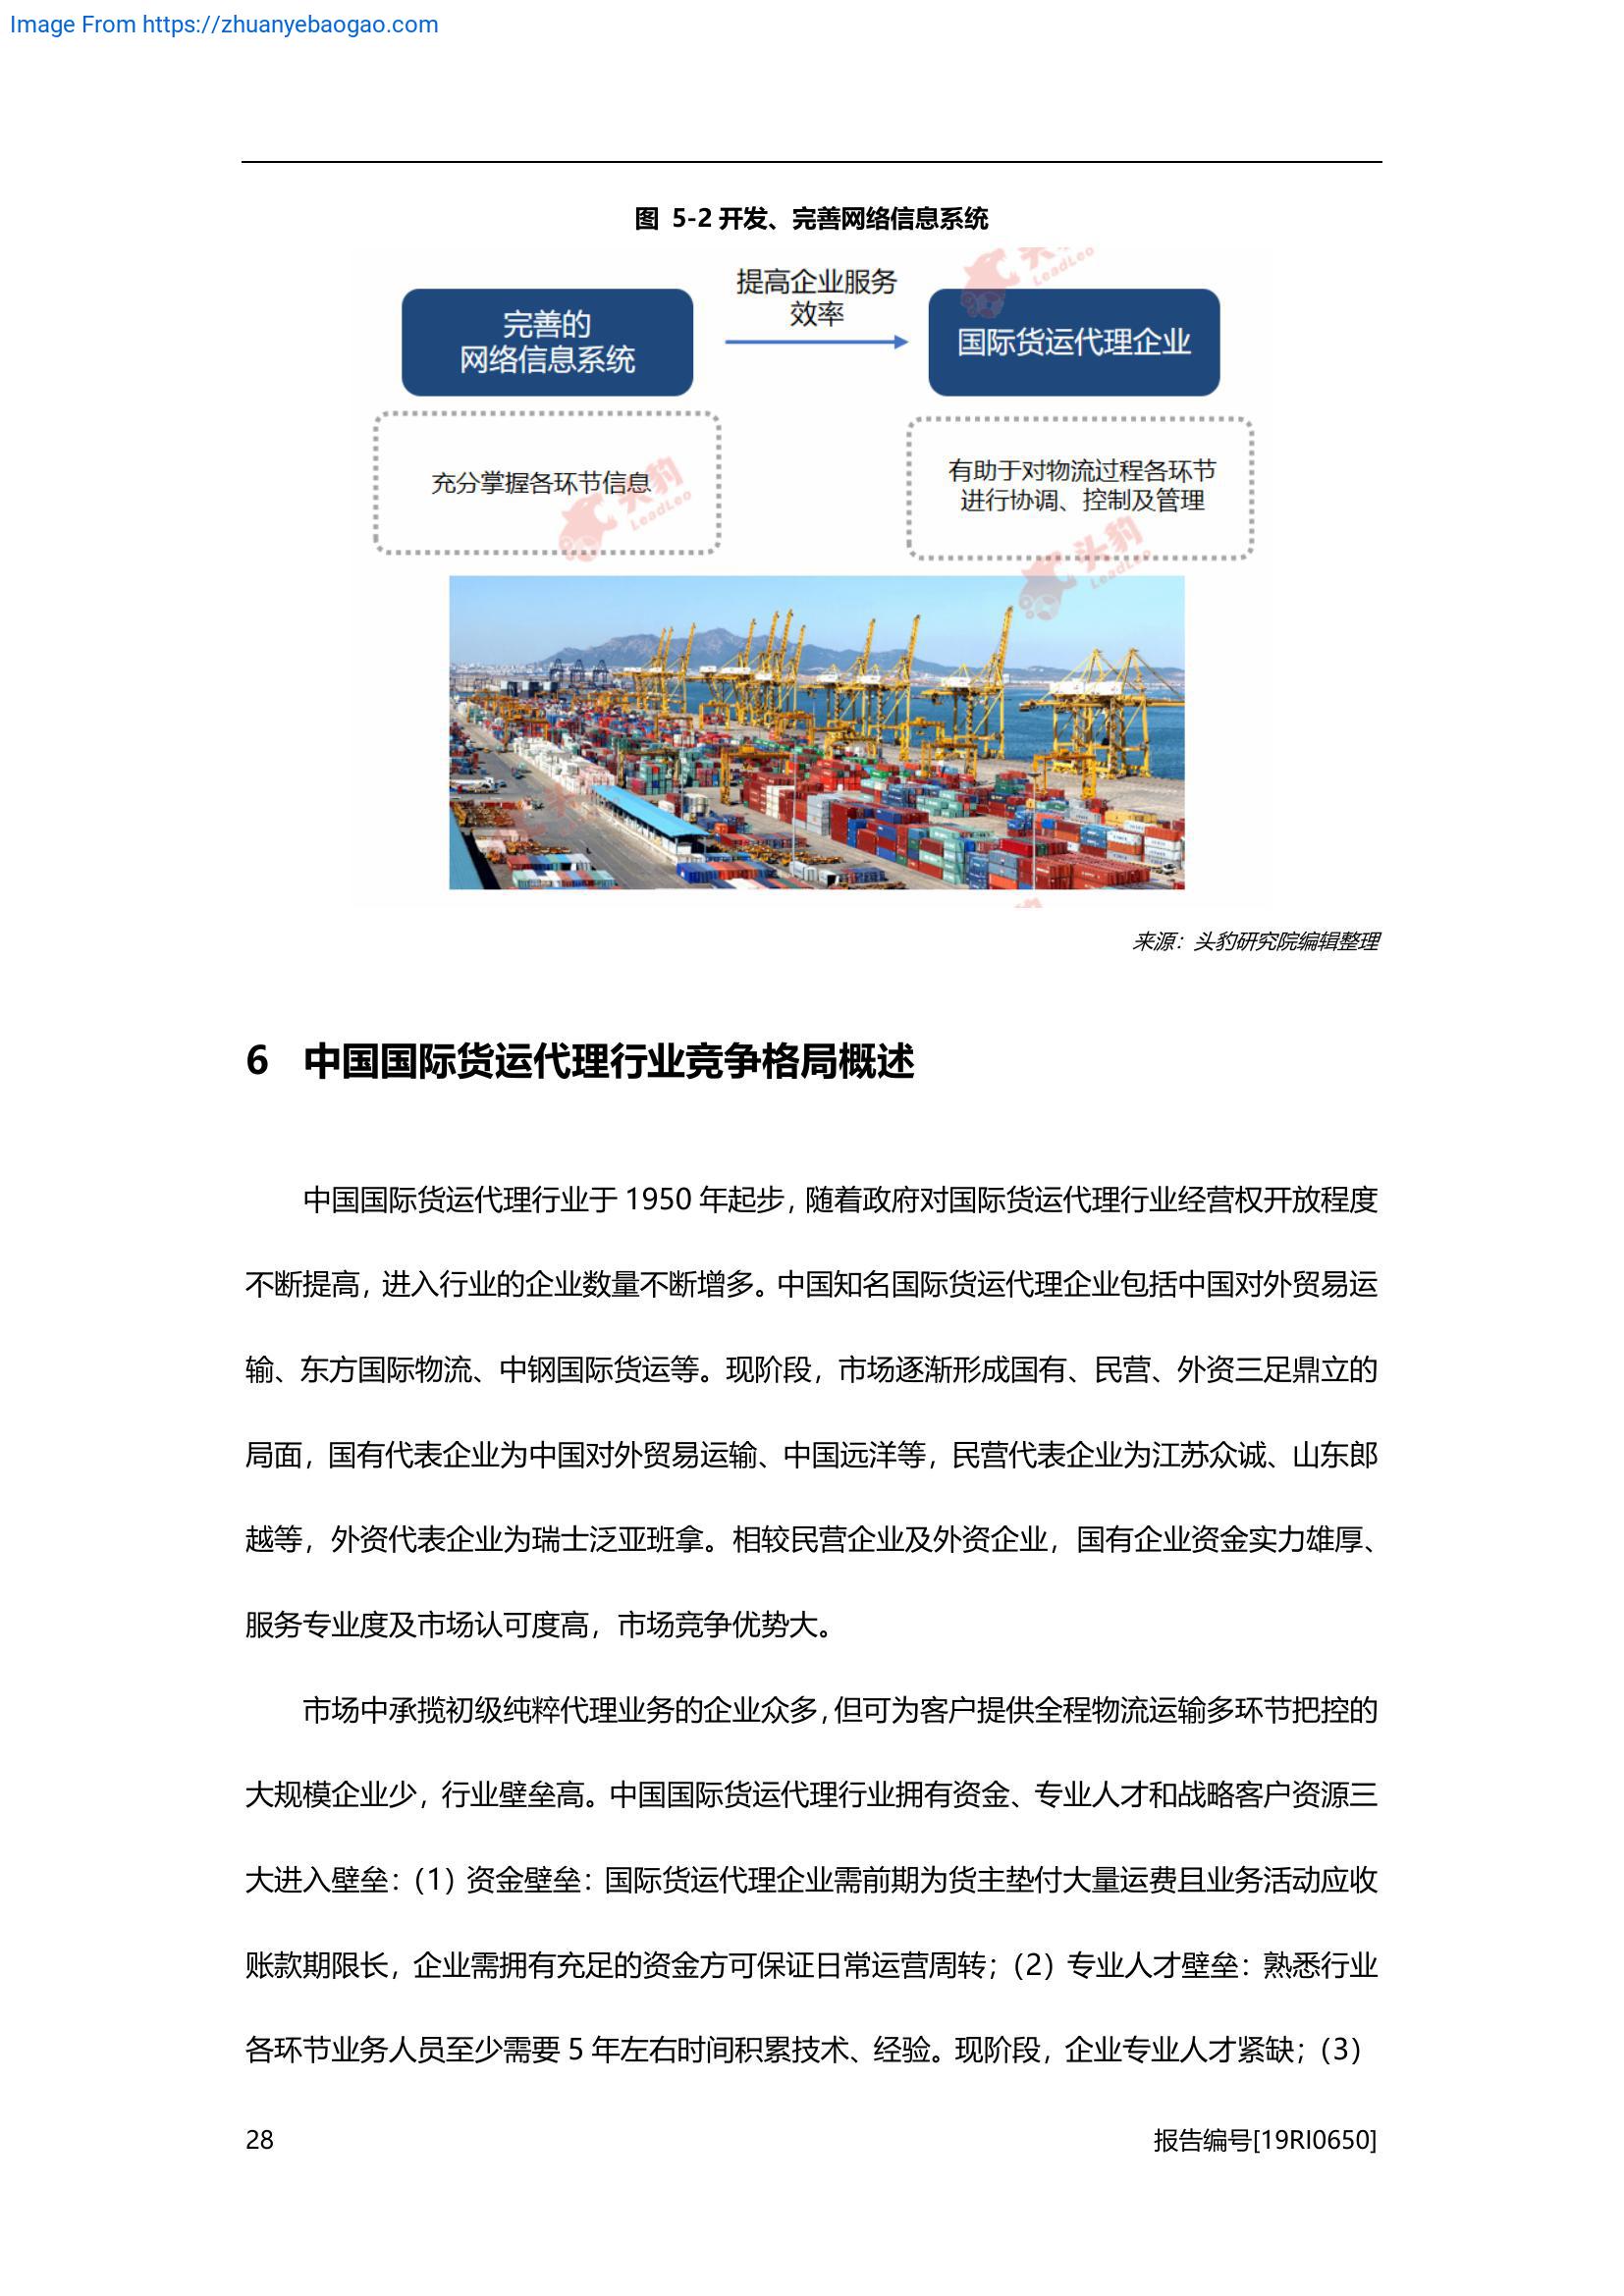 Image From https://zhuanyebaogao.com
图 5-2 开发、完善网络信息系统
完善的
网络信息系统
提高企业服务
效率
国际货运代理企业
充分掌握各环节信息
有助于对物流过程各环节
进行协调、控制及管理
头豹
LeadLeo
头豹
LeadLeo
头豹
LeadLeo
来源：头豹研究院编辑整理
6 中国国际货运代理行业竞争格局概述
中国国际货运代理行业于 1950 年起步，随着政府对国际货运代理行业经营权开放程度
不断提高，进入行业的企业数量不断增多。中国知名国际货运代理企业包括中国对外贸易运
输、东方国际物流、中钢国际货运等。现阶段，市场逐渐形成国有、民营、外资三足鼎立的
局面，国有代表企业为中国对外贸易运输、中国远洋等，民营代表企业为江苏众诚、山东郎
越等，外资代表企业为瑞士泛亚班拿。相较民营企业及外资企业，国有企业资金实力雄厚、
服务专业度及市场认可度高，市场竞争优势大。
市场中承揽初级纯粹代理业务的企业众多，但可为客户提供全程物流运输多环节把控的
大规模企业少，行业壁垒高。中国国际货运代理行业拥有资金、专业人才和战略客户资源三
大进入壁垒：（1）资金壁垒：国际货运代理企业需前期为货主垫付大量运费且业务活动应收
账款期限长，企业需拥有充足的资金方可保证日常运营周转；（2）专业人才壁垒：熟悉行业
各环节业务人员至少需要 5 年左右时间积累技术、经验。现阶段，企业专业人才紧缺；（3）
28
报告编号[19RI0650]